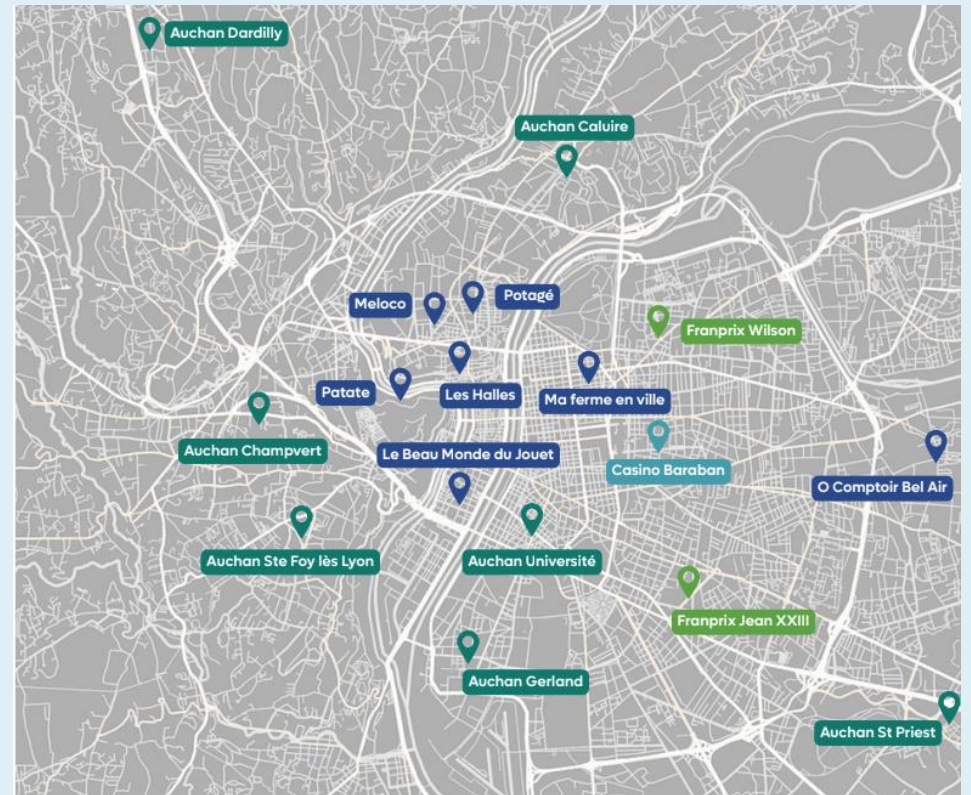 Auchan Dardilly
Auchan Caluire
Meloco
Potagé
Franprix Wilson
Patate
Les Halles
Ma ferme en ville
Auchan Champvert
Le Beau Monde du Jouet
Casino Baraban
O Comptoir Bel Air
Auchan Ste Foy lès Lyon
Auchan Université
Franprix Jean XXIII
Auchan Gerland
Auchan St Priest